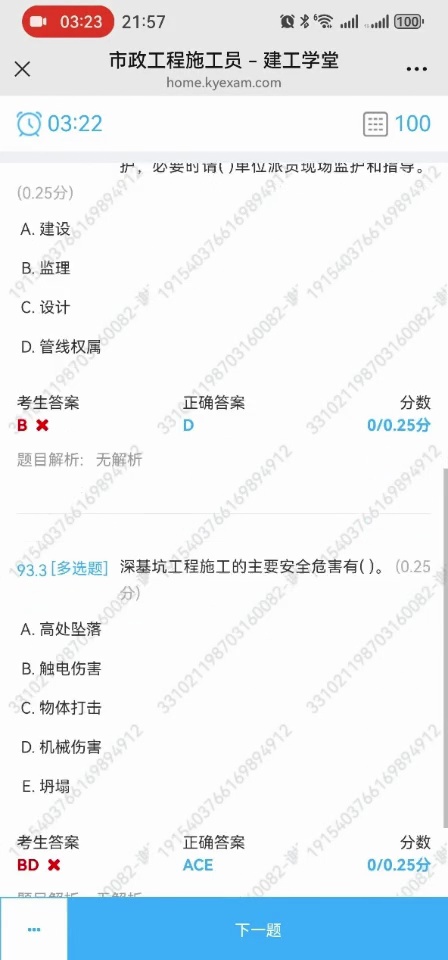 03:23 21:57 6 100
市政工程施工员 – 建工学堂
home.kyexam.com
03:22 100
护，必要时请( )单位派员现场监护和指导。
(0.25分)
A. 建设
B. 监理
C. 设计
D. 管线权属
考生答案 正确答案 分数
B D 0/0.25分
题目解析: 无解析
93.3 [多选题] 深基坑工程施工的主要安全危害有( )。 (0.25
分)
A. 高处坠落
B. 触电伤害
C. 物体打击
D. 机械伤害
E. 坍塌
考生答案 正确答案 分数
BD ACE 0/0.25分
题目解析: 无解析
下一题